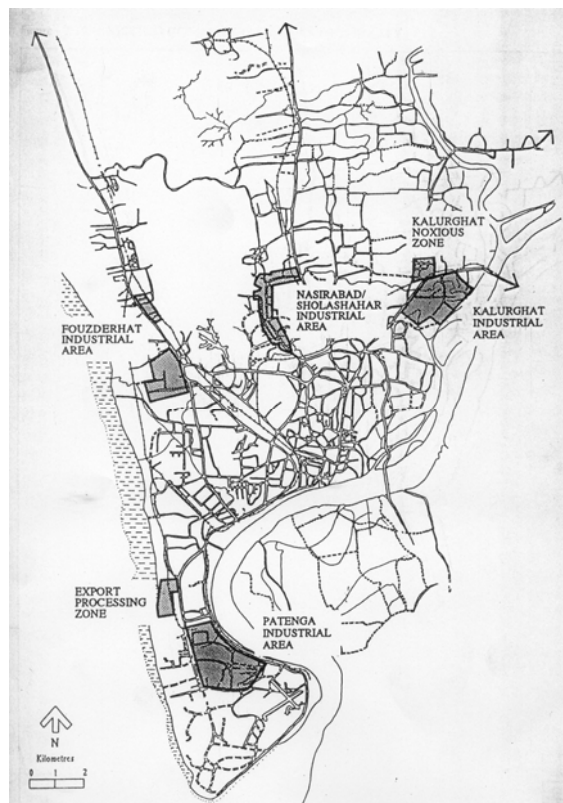 KALURGHAT
NOXIOUS
ZONE
NASIRABAD/
SHOLASHAHAR
INDUSTRIAL
AREA
KALURGHAT
INDUSTRIAL
AREA
FOUZDERHAT
INDUSTRIAL
AREA
EXPORT
PROCESSING
ZONE
PATENGA
INDUSTRIAL
AREA
N
Kilometres
0 1 2